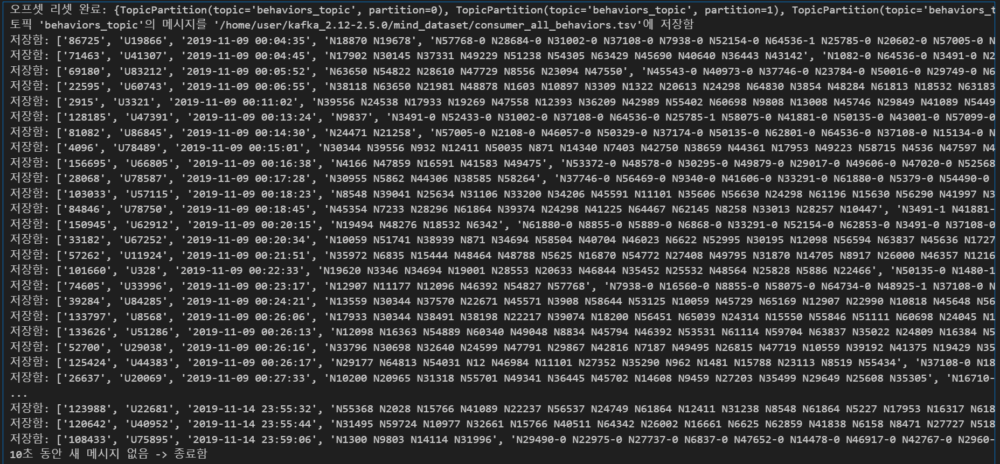 오프셋 리셋 완료: {TopicPartition(topic='behaviors_topic', partition=0), TopicPartition(topic='behaviors_topic', partition=1), TopicPartition(topic='behaviors_t
토픽 'behaviors_topic'의 메시지를 '/home/user/kafka_2.12-2.5.0/mind_dataset/consumer_all_behaviors.tsv'에 저장함
저장함: ['86725', 'U19866', '2019-11-09 00:04:35', 'N18870 N19678', 'N57768-0 N28684-0 N31002-0 N37108-0 N7938-0 N52154-0 N64536-1 N25785-0 N20602-0 N57005-0 N
저장함: ['71463', 'U41307', '2019-11-09 00:04:45', 'N17902 N30145 N37331 N49229 N51238 N54305 N63429 N45690 N40640 N36443 N43142', 'N1082-0 N64536-0 N3491-0 N2
저장함: ['69180', 'U83212', '2019-11-09 00:05:52', 'N63650 N54822 N28610 N47729 N8556 N23094 N47550', 'N45543-0 N40973-0 N37746-0 N23784-0 N50016-0 N29749-0 N6
저장함: ['22595', 'U60743', '2019-11-09 00:06:55', 'N38118 N63650 N21981 N48878 N1603 N10897 N3309 N1322 N20613 N24298 N64830 N3854 N48284 N61813 N18532 N63183
저장함: ['2915', 'U3321', '2019-11-09 00:11:02', 'N39556 N24538 N17933 N19269 N47558 N12393 N36209 N42989 N55402 N60698 N9808 N13008 N45746 N29849 N41089 N5449
저장함: ['128185', 'U47391', '2019-11-09 00:13:24', 'N9837', 'N3491-0 N52433-0 N31002-0 N37108-0 N64536-0 N25785-1 N58075-0 N41881-0 N50135-0 N43001-0 N57099-0
저장함: ['81082', 'U86845', '2019-11-09 00:14:30', 'N24471 N21258', 'N57005-0 N2108-0 N46057-0 N50329-0 N37174-0 N50135-0 N62801-0 N64536-0 N37108-0 N15134-0 N
저장함: ['4096', 'U78489', '2019-11-09 00:15:01', 'N30344 N39556 N932 N12411 N50035 N871 N14340 N7403 N42750 N38659 N44361 N17953 N49223 N58715 N4536 N47597 N4
저장함: ['156695', 'U66805', '2019-11-09 00:16:38', 'N4166 N47859 N16591 N41583 N49475', 'N53372-0 N48578-0 N30295-0 N49879-0 N29017-0 N49606-0 N47020-0 N52568
저장함: ['28068', 'U78587', '2019-11-09 00:17:28', 'N30955 N5862 N44306 N38585 N58264', 'N37746-0 N56469-0 N9340-0 N41606-0 N33291-0 N61880-0 N5379-0 N54490-0
저장함: ['103033', 'U57115', '2019-11-09 00:18:23', 'N8548 N39041 N25634 N31106 N33200 N34206 N45591 N11101 N35606 N56630 N24298 N61196 N15630 N56290 N41997 N3
저장함: ['84846', 'U78750', '2019-11-09 00:18:45', 'N45354 N7233 N28296 N61864 N39374 N24298 N41225 N64467 N62145 N8258 N33013 N28257 N10447', 'N3491-1 N41881-
저장함: ['150945', 'U62912', '2019-11-09 00:20:15', 'N19494 N48276 N18532 N6342', 'N61880-0 N8855-0 N5889-0 N6868-0 N33291-0 N52154-0 N62853-0 N3491-0 N37108-0
저장함: ['33182', 'U67252', '2019-11-09 00:20:34', 'N10059 N51741 N38939 N871 N34694 N58504 N40704 N46023 N6622 N52995 N30195 N12098 N56594 N63837 N45636 N1727
저장함: ['57262', 'U11924', '2019-11-09 00:21:51', 'N35972 N6835 N15444 N48464 N48788 N5625 N16870 N54772 N27408 N49795 N31870 N14705 N8917 N26000 N46357 N1216
저장함: ['101660', 'U328', '2019-11-09 00:22:33', 'N19620 N3346 N34694 N19001 N28553 N20633 N46844 N35452 N25532 N48564 N25828 N5886 N22466', 'N50135-0 N1480-1
저장함: ['74605', 'U33996', '2019-11-09 00:23:17', 'N12907 N11177 N12096 N46392 N54827 N57768', 'N7938-0 N16560-0 N8855-0 N58075-0 N64734-0 N48925-1 N37108-0 N
저장함: ['39284', 'U84285', '2019-11-09 00:24:21', 'N13559 N30344 N37570 N22671 N45571 N3908 N58644 N53125 N10059 N45729 N65169 N12907 N22990 N10818 N45648 N56
저장함: ['133797', 'U8568', '2019-11-09 00:26:06', 'N17933 N30344 N38491 N38198 N22217 N39074 N18200 N56451 N65039 N24314 N15550 N55846 N51111 N60698 N24045 N1
저장함: ['133626', 'U51286', '2019-11-09 00:26:13', 'N12098 N16363 N54889 N60340 N49048 N8834 N45794 N46392 N53531 N61114 N59704 N63837 N35022 N24809 N16384 N5
저장함: ['52700', 'U29038', '2019-11-09 00:26:16', 'N33796 N30698 N32640 N24599 N47791 N29867 N42816 N7187 N49495 N26815 N47719 N10559 N39192 N41375 N19429 N35
저장함: ['125424', 'U44383', '2019-11-09 00:26:17', 'N29177 N64813 N54031 N12 N46984 N11101 N27352 N35290 N962 N1481 N15788 N23113 N8519 N55434', 'N37108-0 N18
저장함: ['26637', 'U20069', '2019-11-09 00:27:33', 'N10200 N20965 N31318 N55701 N49341 N36445 N45702 N14608 N9459 N27203 N35499 N29649 N25608 N35305', 'N16710-
...
저장함: ['123988', 'U22681', '2019-11-14 23:55:32', 'N55368 N2028 N15766 N41089 N22237 N56537 N24749 N61864 N12411 N31238 N8548 N61864 N5227 N17953 N16317 N618
저장함: ['120642', 'U40952', '2019-11-14 23:55:44', 'N31495 N59724 N10977 N32661 N15766 N40511 N64342 N26002 N16661 N6625 N62859 N41838 N6158 N8471 N27727 N518
저장함: ['108433', 'U75895', '2019-11-14 23:59:06', 'N1300 N9803 N14114 N31996', 'N29490-0 N22975-0 N27737-0 N6837-0 N47652-0 N14478-0 N46917-0 N42767-0 N2960-
10초 동안 새 메시지 없음 -> 종료함